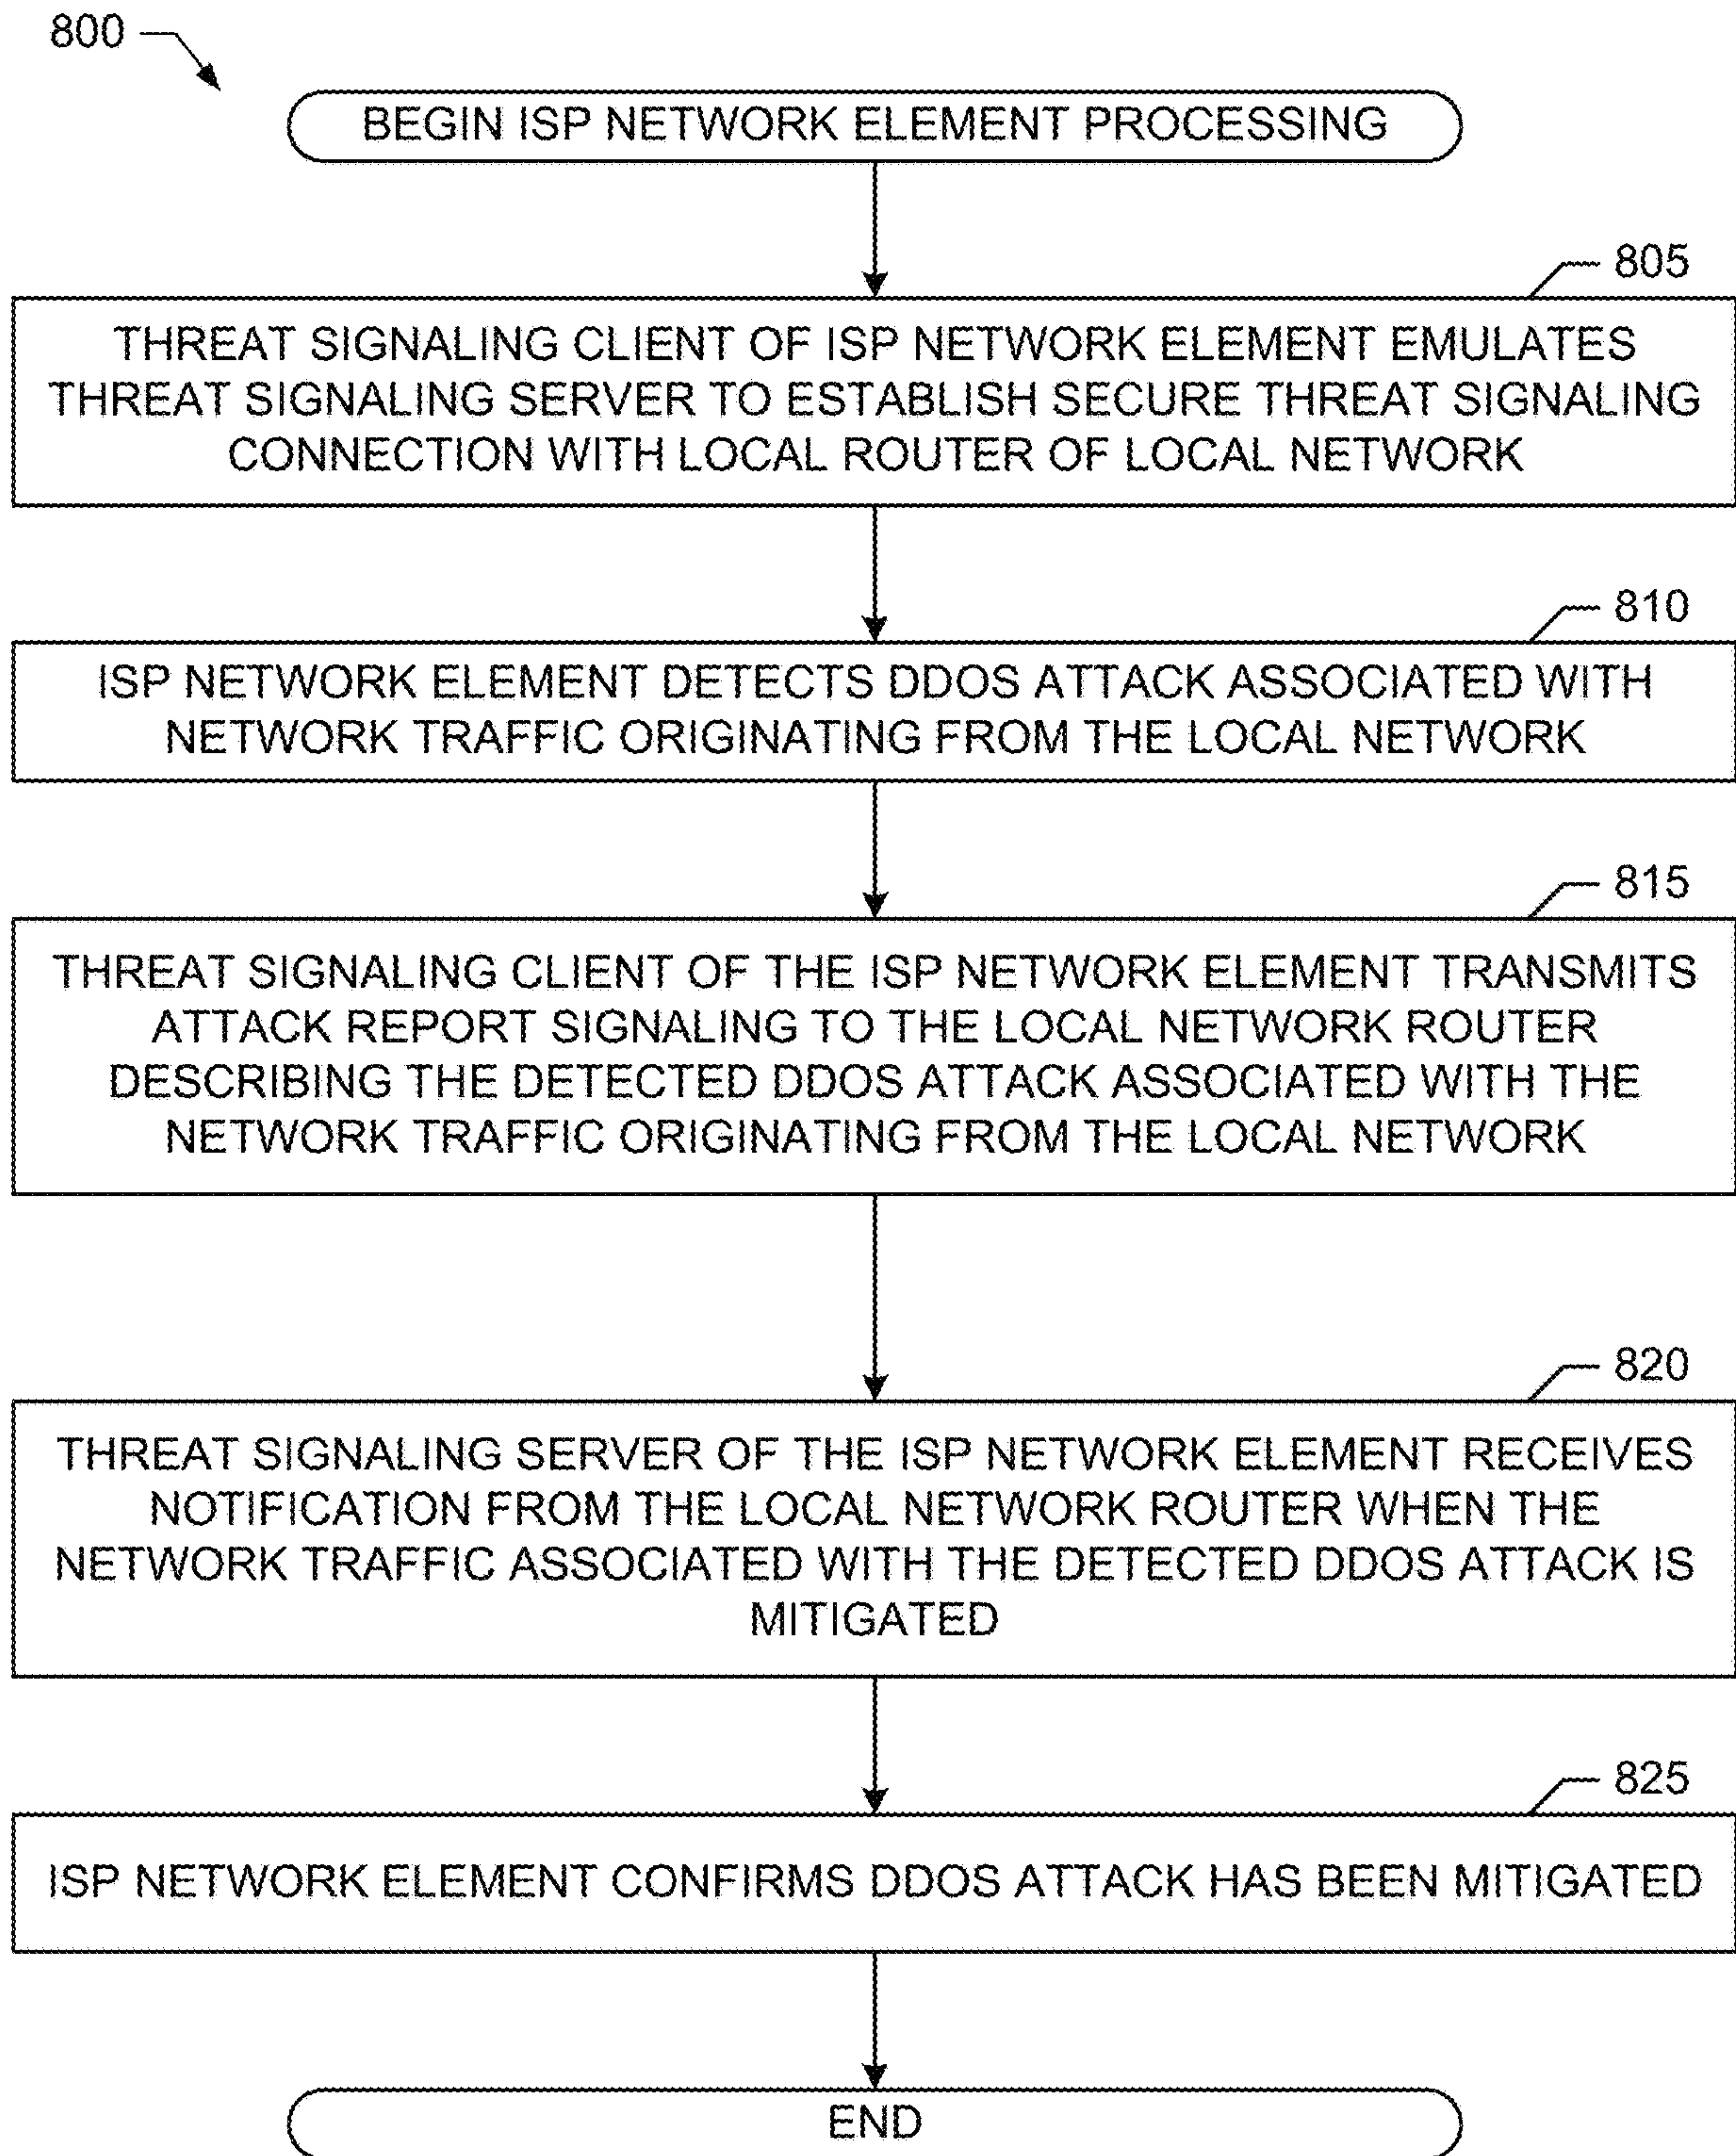 800
BEGIN ISP NETWORK ELEMENT PROCESSING
805
THREAT SIGNALING CLIENT OF ISP NETWORK ELEMENT EMULATES
THREAT SIGNALING SERVER TO ESTABLISH SECURE THREAT SIGNALING
CONNECTION WITH LOCAL ROUTER OF LOCAL NETWORK
810
ISP NETWORK ELEMENT DETECTS DDOS ATTACK ASSOCIATED WITH
NETWORK TRAFFIC ORIGINATING FROM THE LOCAL NETWORK
815
THREAT SIGNALING CLIENT OF THE ISP NETWORK ELEMENT TRANSMITS
ATTACK REPORT SIGNALING TO THE LOCAL NETWORK ROUTER
DESCRIBING THE DETECTED DDOS ATTACK ASSOCIATED WITH THE
NETWORK TRAFFIC ORIGINATING FROM THE LOCAL NETWORK
820
THREAT SIGNALING SERVER OF THE ISP NETWORK ELEMENT RECEIVES
NOTIFICATION FROM THE LOCAL NETWORK ROUTER WHEN THE
NETWORK TRAFFIC ASSOCIATED WITH THE DETECTED DDOS ATTACK IS
MITIGATED
825
ISP NETWORK ELEMENT CONFIRMS DDOS ATTACK HAS BEEN MITIGATED
END